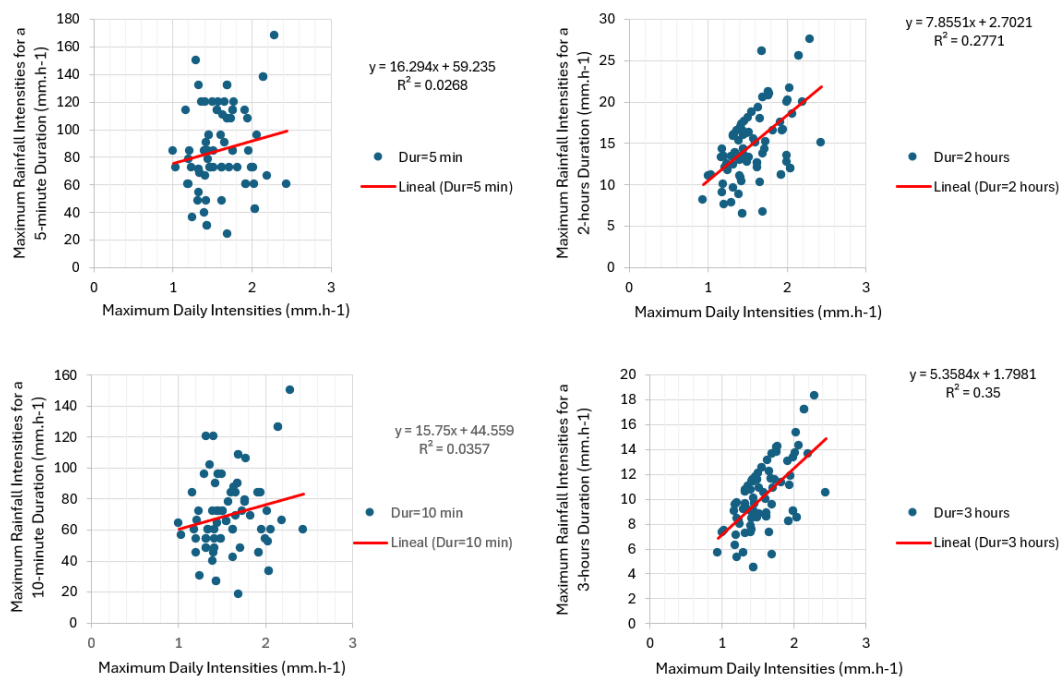 Maximum Rainfall Intensities for a
5-minute Duration (mm.h-1)
180
160
140
120
100
80
60
40
20
0
0
1
2
3
Maximum Daily Intensities (mm.h-1)
y = 16.294x + 59.235
R² = 0.0268
Dur=5 min
Lineal (Dur=5 min)
Maximum Rainfall Intensities for a
2-hours Duration (mm.h-1)
30
25
20
15
10
5
0
0
1
2
3
Maximum Daily Intensities (mm.h-1)
y = 7.8551x + 2.7021
R² = 0.2771
Dur=2 hours
Lineal (Dur=2 hours)
Maximum Rainfall Intensities for a
10-minute Duration (mm.h-1)
160
140
120
100
80
60
40
20
0
0
1
2
3
Maximum Daily Intensities (mm.h-1)
y = 15.75x + 44.559
R² = 0.0357
Dur=10 min
Lineal (Dur=10 min)
Maximum Rainfall Intensities for a
3-hours Duration (mm.h-1)
20
18
16
14
12
10
8
6
4
2
0
0
1
2
3
Maximum Daily Intensities (mm.h-1)
y = 5.3584x + 1.7981
R² = 0.35
Dur=3 hours
Lineal (Dur=3 hours)